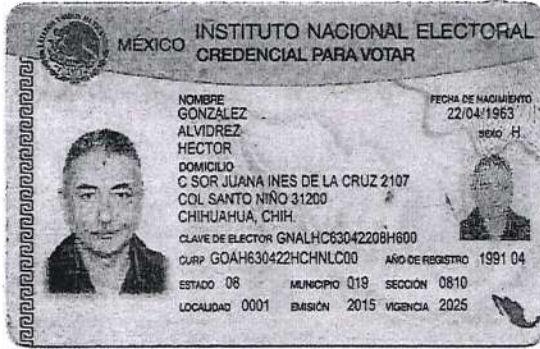 MÉXICO
INSTITUTO NACIONAL ELECTORAL
CREDENCIAL PARA VOTAR
NOMBRE
GONZALEZ
ALVIDREZ
HECTOR
FECHA DE NACIMIENTO
22/04/1963
SEXO H
DOMICILIO
C SOR JUANA INES DE LA CRUZ 2107
COL SANTO NIÑO 31200
CHIHUAHUA, CHIH.
CLAVE DE ELECTOR GNALHC63042208H600
CURP GOAH630422HCHNLC00 AÑO DE REGISTRO 1991 04
ESTADO 08 MUNICIPIO 019 SECCIÓN 0810
LOCALIDAD 0001 EMISIÓN 2015 VIGENCIA 2025